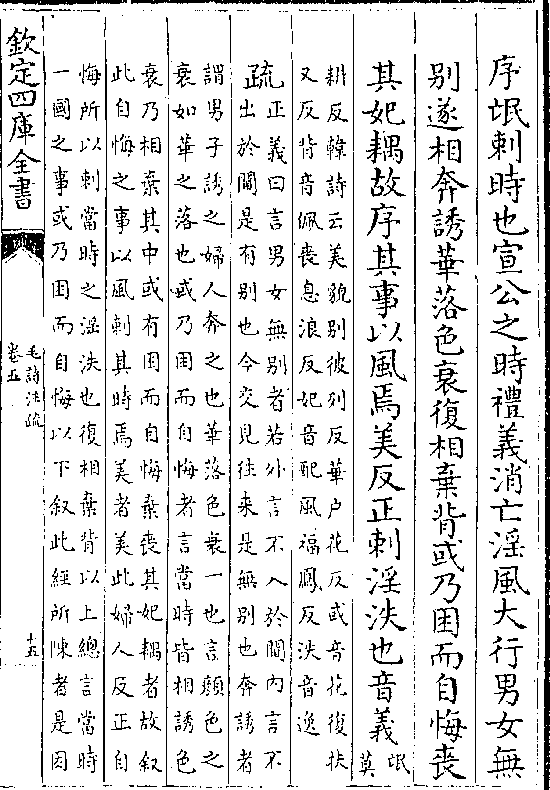 序氓刺時也宣公之時禮義消亡淫風大行男女無
别遂相奔誘華落色衰復相棄背或乃困而自悔喪
其妃耦故序其事以風焉美反正刺淫泆也音義氓莫
耕反韓詩云美貌别彼列反華户花反或音花復扶
又反背音佩喪息浪反妃音配風福鳳反泆音逸
疏正義曰言男女無别者若外言不入於閫内言不
出於閫是有别也今交見往來是無别也奔誘者
謂男子誘之婦人奔之也華落色衰一也言顔色之
衰如華之落也或乃困而自悔者言當時皆相誘色
衰乃相棄其中或有困而自悔棄喪其妃耦者故叙
此自悔之事以風刺其時焉美者美此婦人反正自
悔所以刺當時之淫泆也復相棄背以上總言當時
一國之事或乃困而自悔以下叙此經所陳者是困
欽定四庫全書
毛詩注疏
卷五
十五